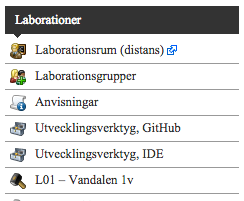 Laborationer
Laborationsrum (distans)
Laborationsgrupper
Anvisningar
Utvecklingsverktyg, GitHub
Utvecklingsverktyg, IDE
L01 – Vandalen 1v